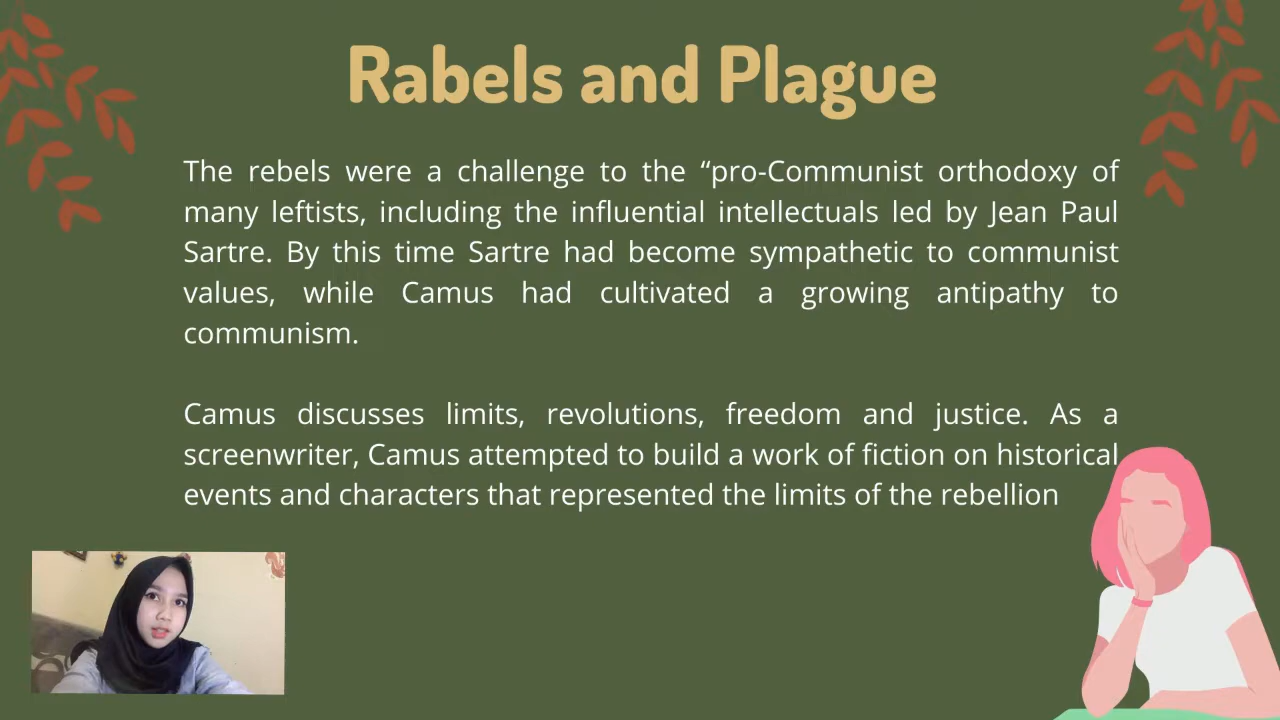 Rabels and Plague
The rebels were a challenge to the “pro-Communist orthodoxy of
many leftists, including the influential intellectuals led by Jean Paul
Sartre. By this time Sartre had become sympathetic to communist
values, while Camus had cultivated a growing antipathy to
communism.
Camus discusses limits, revolutions, freedom and justice. As a
screenwriter, Camus attempted to build a work of fiction on historical
events and characters that represented the limits of the rebellion